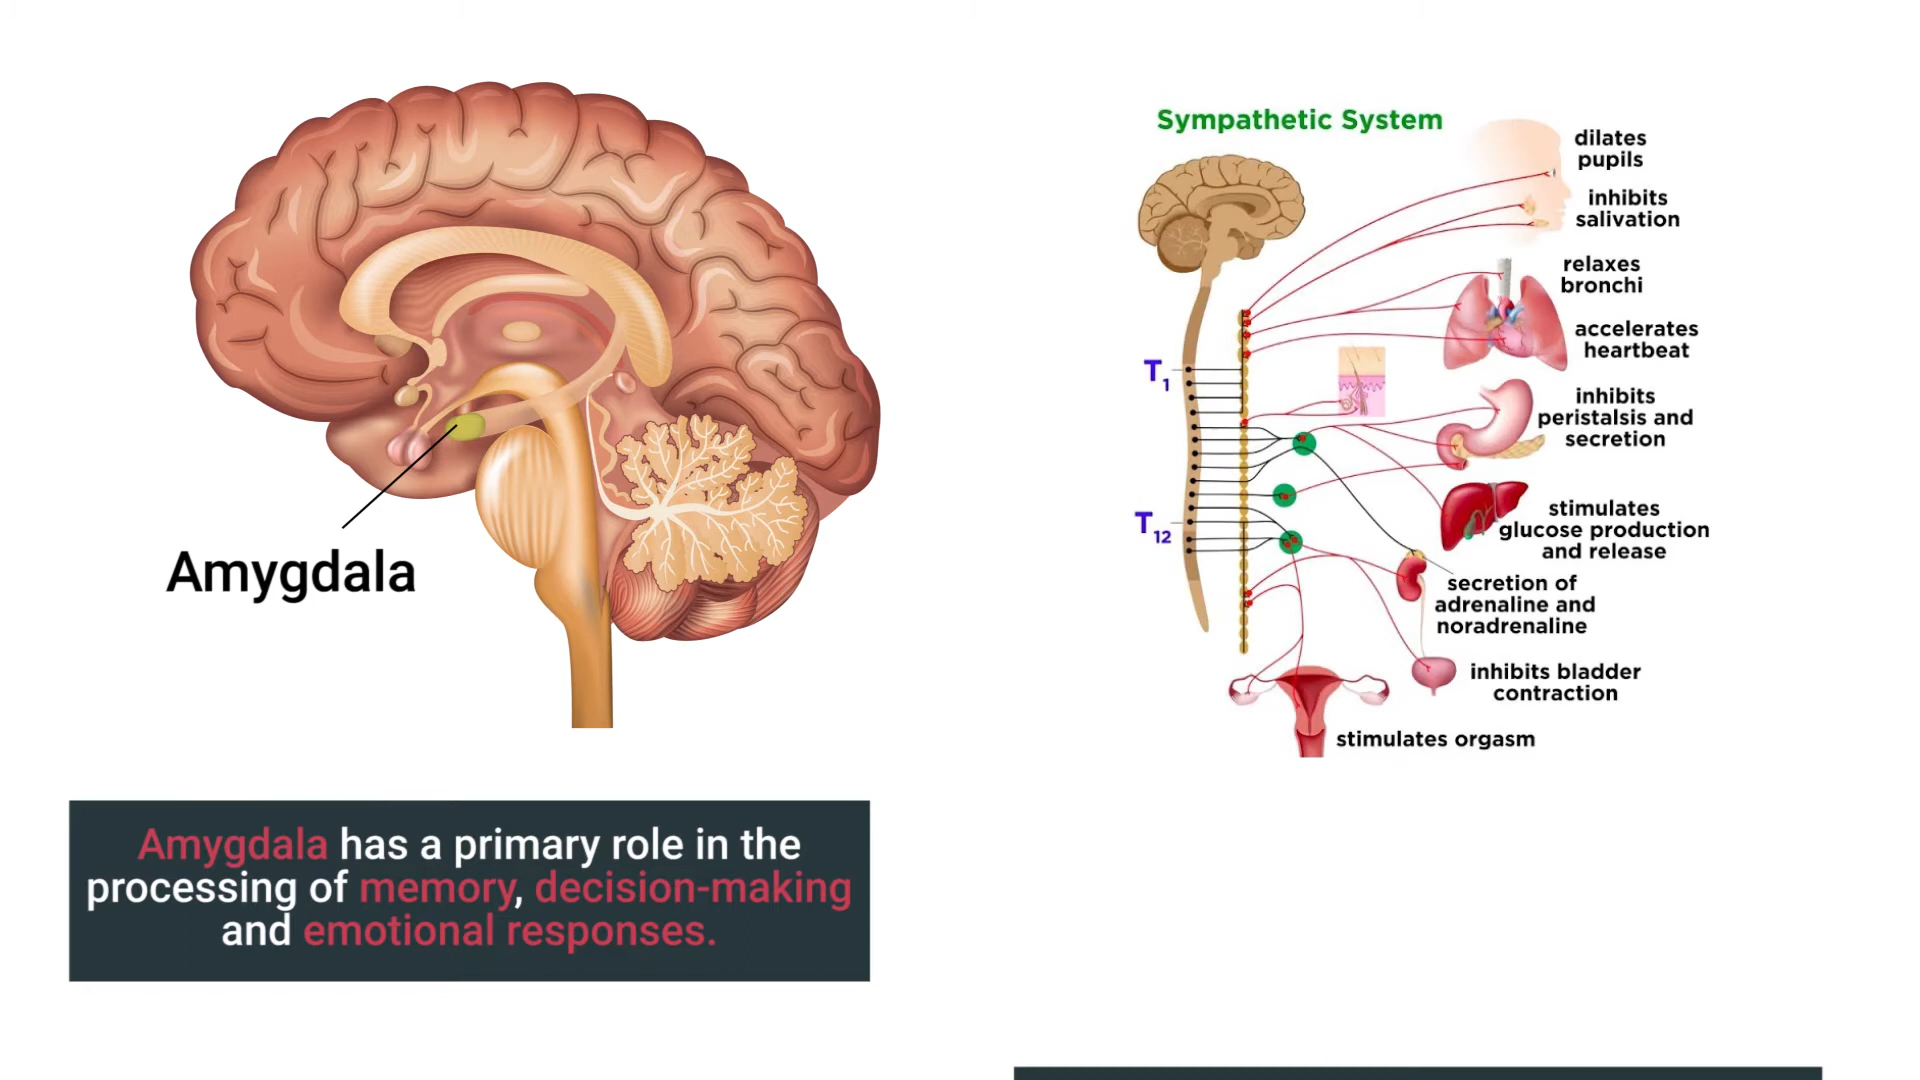 Amygdala
Amygdala has a primary role in the
processing of memory, decision-making
and emotional responses.
Sympathetic System
dilates
pupils
inhibits
salivation
relaxes
bronchi
accelerates
heartbeat
T1
inhibits
peristalsis and
secretion
T12
stimulates
glucose production
and release
secretion of
adrenaline and
noradrenaline
inhibits bladder
contraction
stimulates orgasm